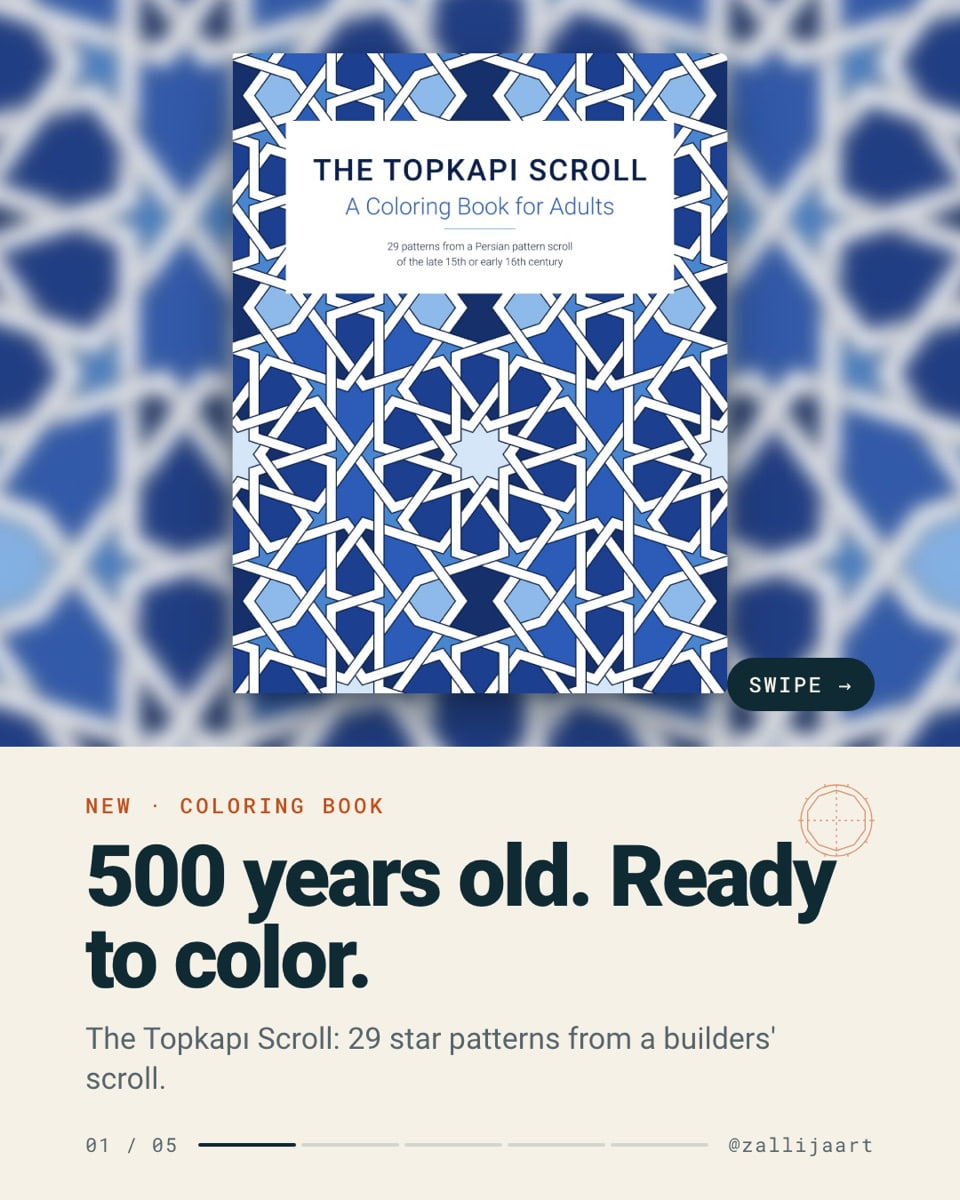 THE TOPKAPI SCROLL
A Coloring Book for Adults
29 patterns from a Persian pattern scroll
of the late 15th or early 16th century
SWIPE →
NEW · COLORING BOOK
500 years old. Ready
to color.
The Topkapı Scroll: 29 star patterns from a builders'
scroll.
01 / 05
@zallijaart